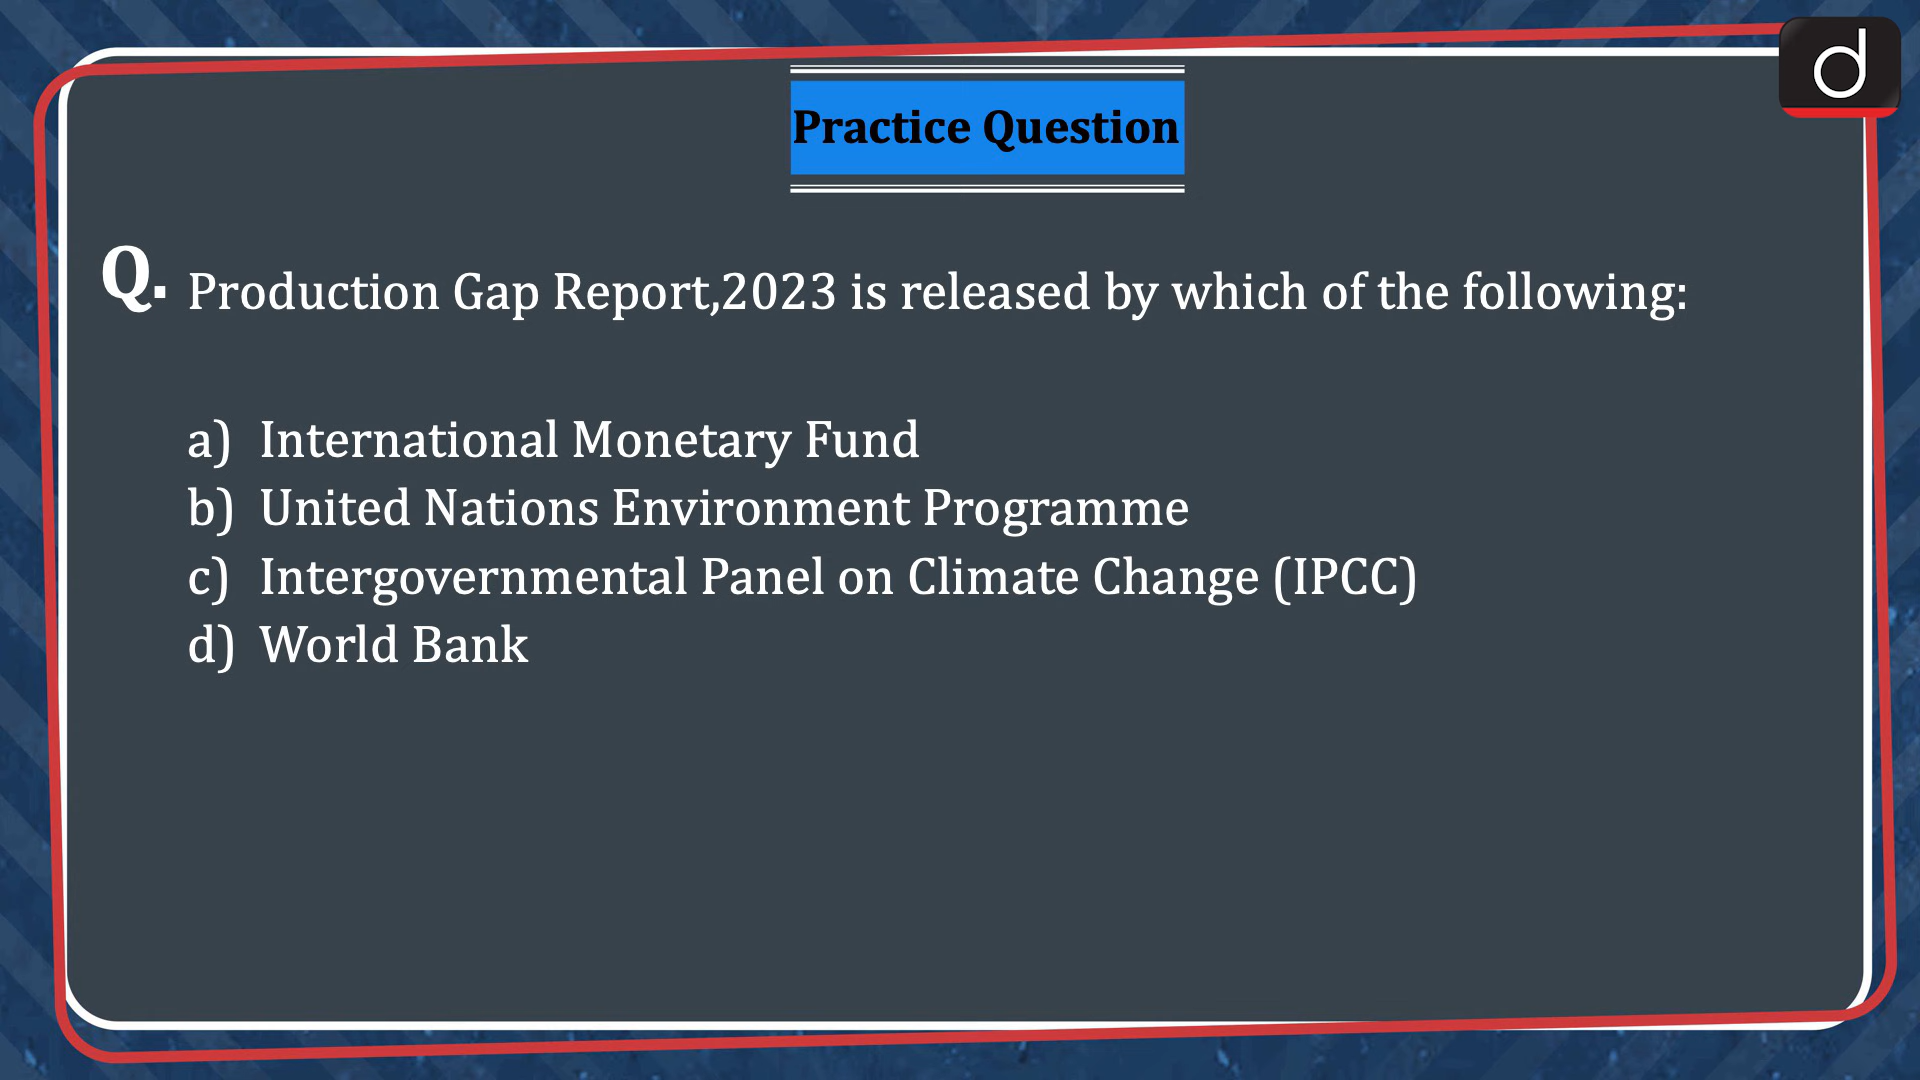 Practice Question
Q. Production Gap Report,2023 is released by which of the following:
a) International Monetary Fund
b) United Nations Environment Programme
c) Intergovernmental Panel on Climate Change (IPCC)
d) World Bank
d